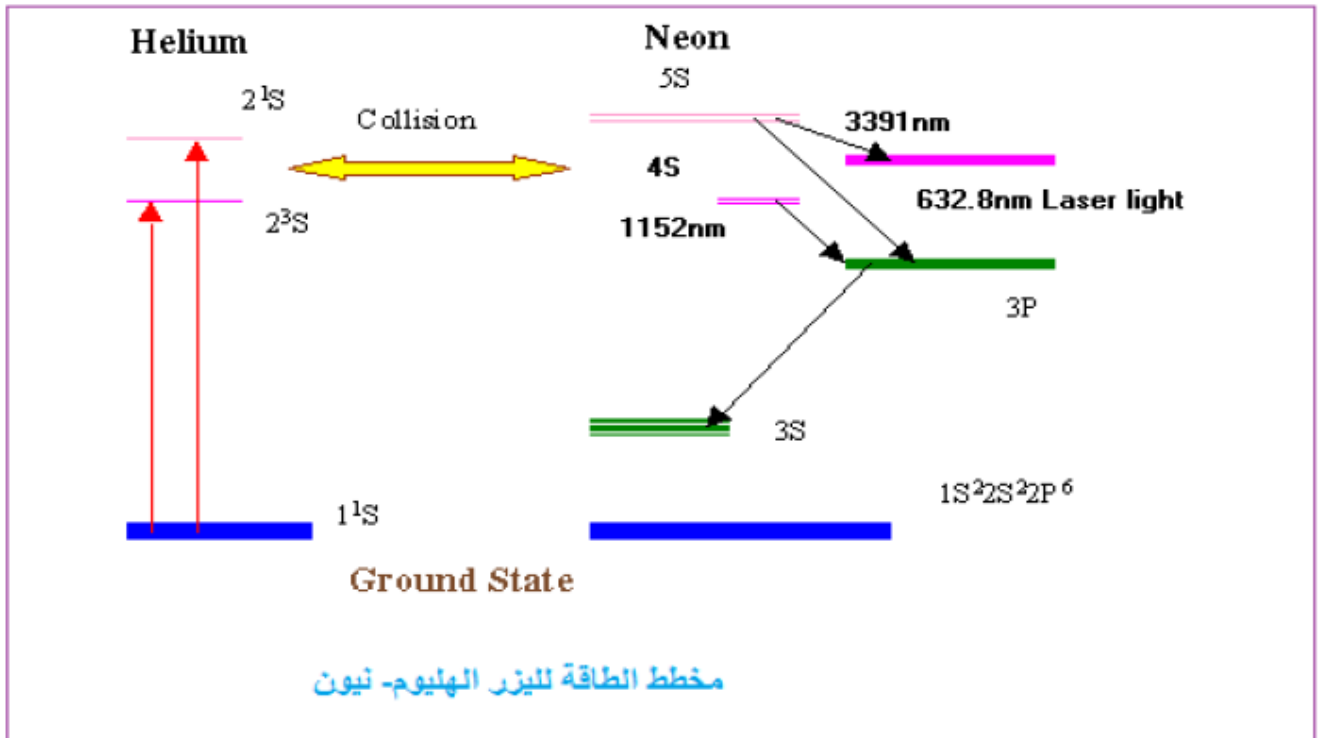 Helium
Neon
5S
2¹S
Collision
3391nm
4S
632.8nm Laser light
2³S
1152nm
3P
3S
1S²2S²2P⁶
1¹S
Ground State
مخطط الطاقة لليزر الهليوم- نيون